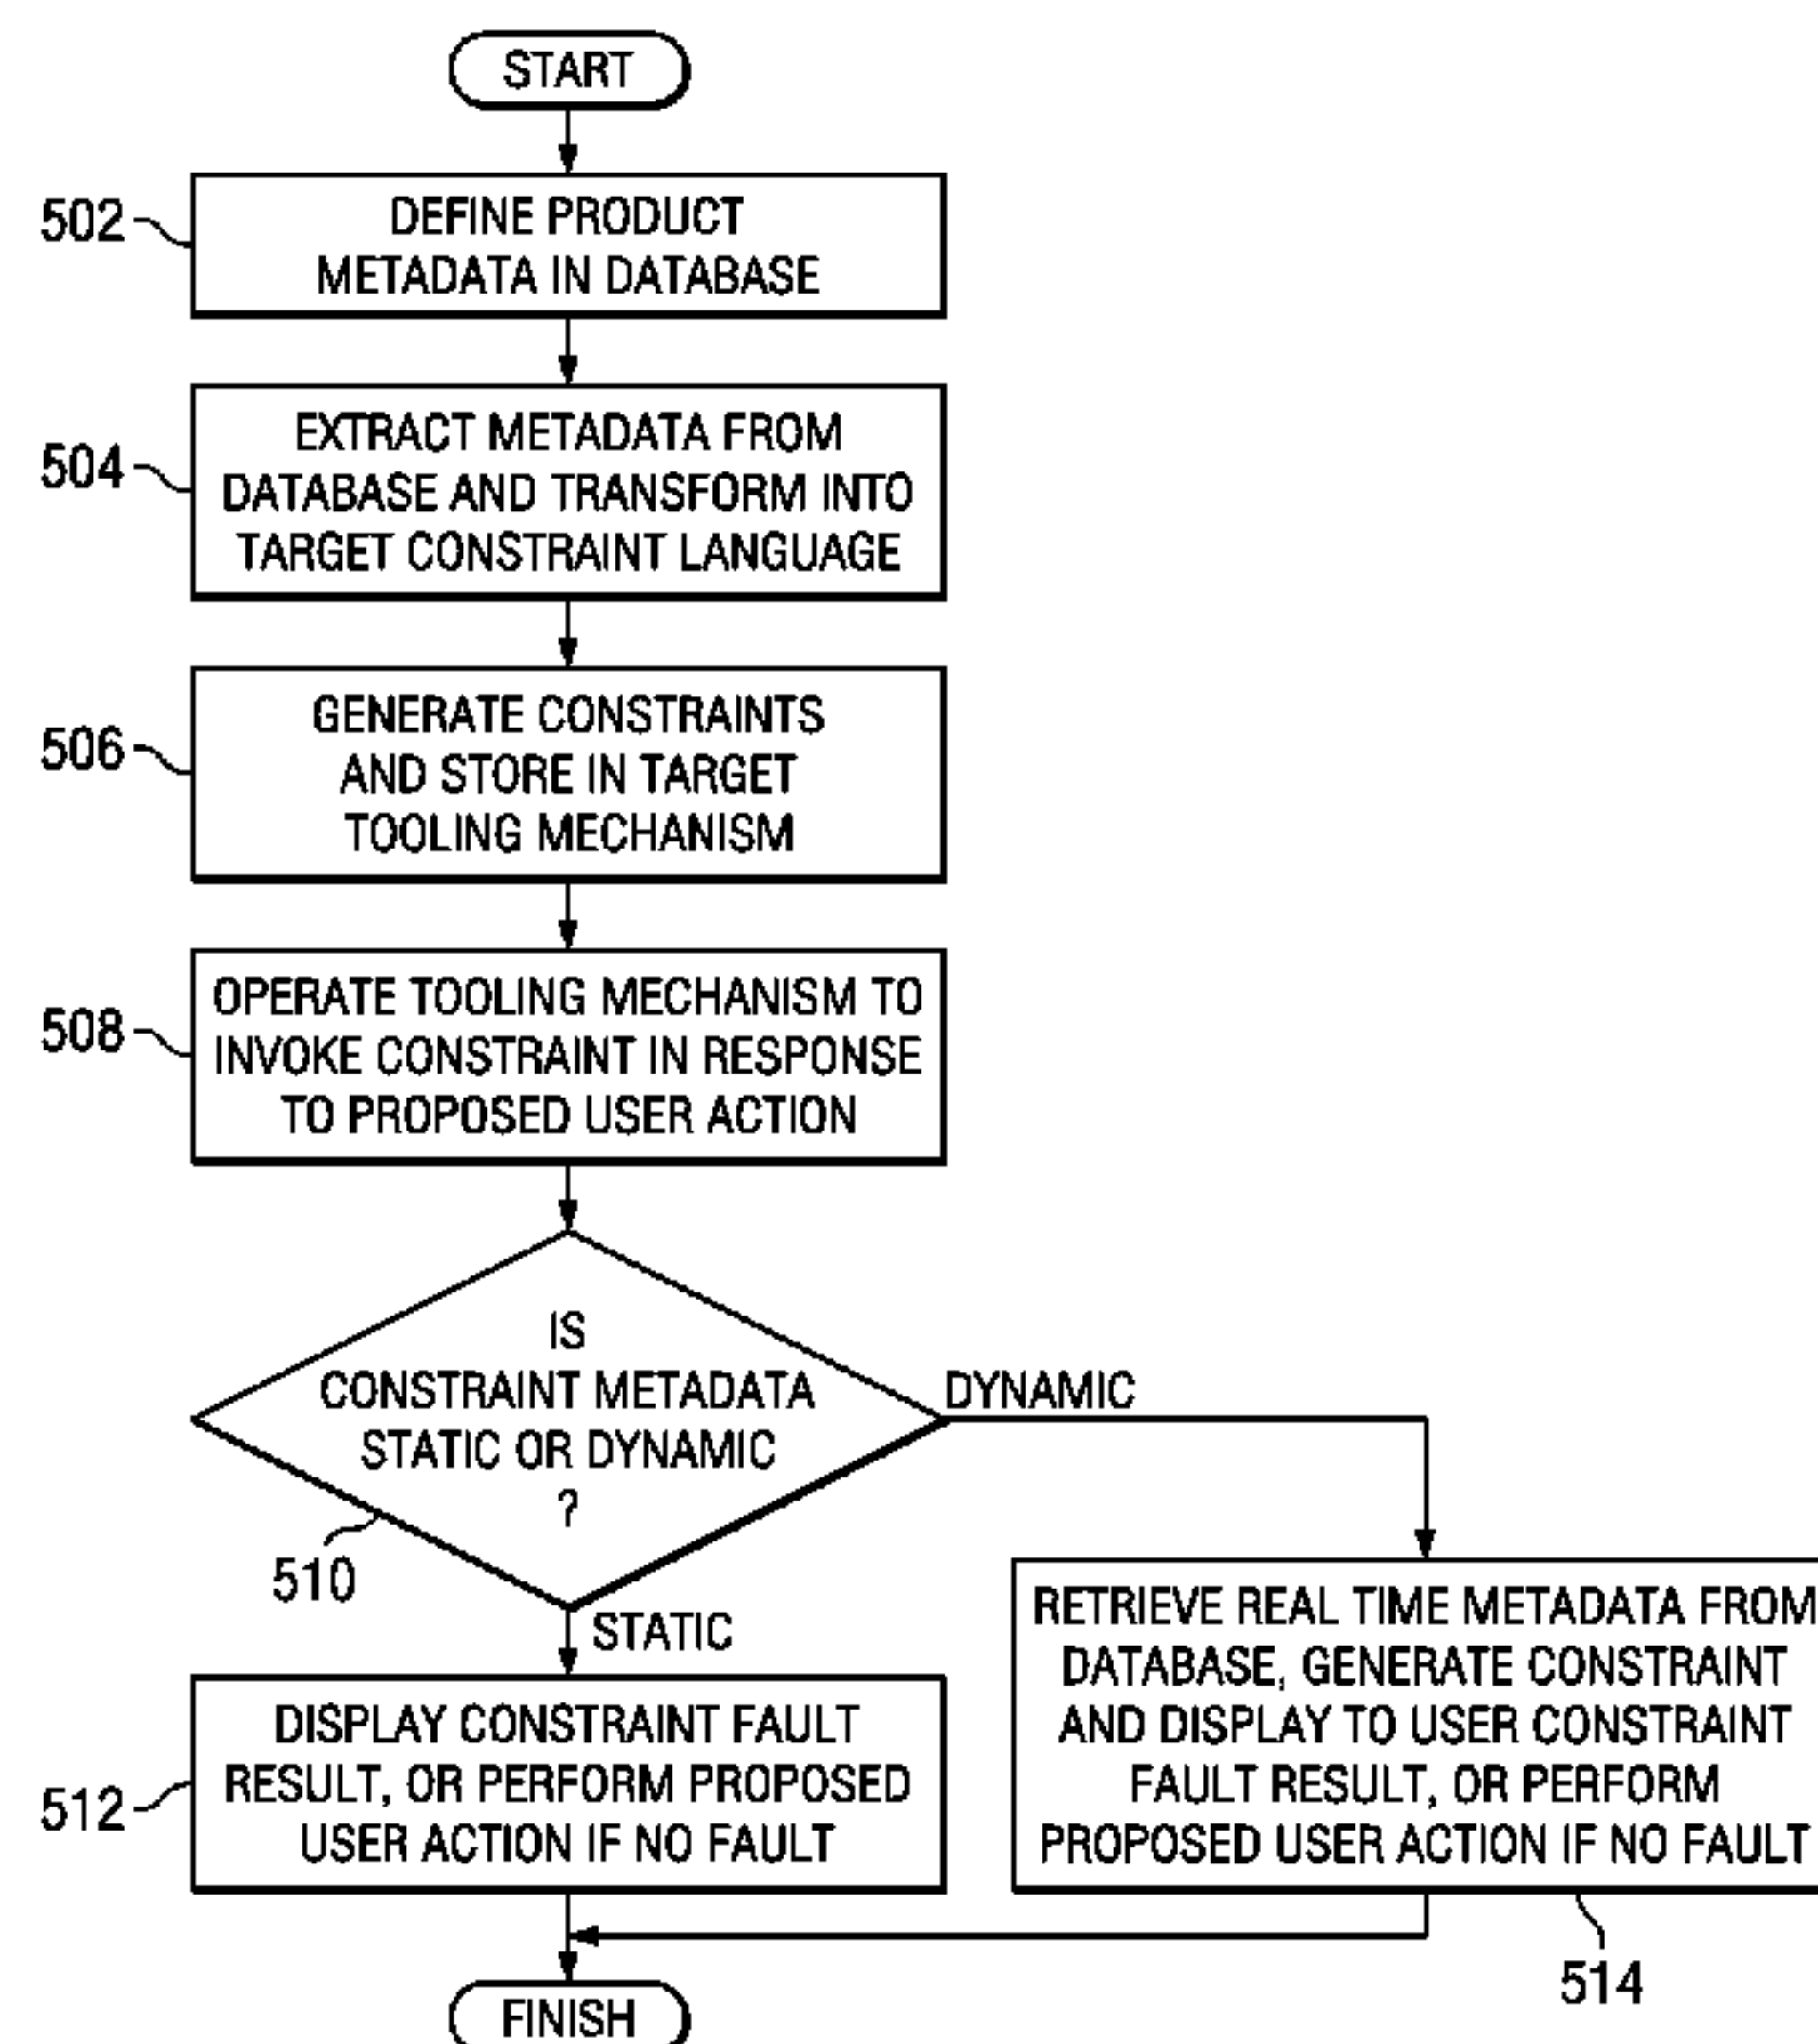 START
502
DEFINE PRODUCT
METADATA IN DATABASE
504
EXTRACT METADATA FROM
DATABASE AND TRANSFORM INTO
TARGET CONSTRAINT LANGUAGE
506
GENERATE CONSTRAINTS
AND STORE IN TARGET
TOOLING MECHANISM
508
OPERATE TOOLING MECHANISM TO
INVOKE CONSTRAINT IN RESPONSE
TO PROPOSED USER ACTION
IS
CONSTRAINT METADATA
STATIC OR DYNAMIC
?
510
DYNAMIC
STATIC
512
DISPLAY CONSTRAINT FAULT
RESULT, OR PERFORM PROPOSED
USER ACTION IF NO FAULT
RETRIEVE REAL TIME METADATA FROM
DATABASE, GENERATE CONSTRAINT
AND DISPLAY TO USER CONSTRAINT
FAULT RESULT, OR PERFORM
PROPOSED USER ACTION IF NO FAULT
514
FINISH